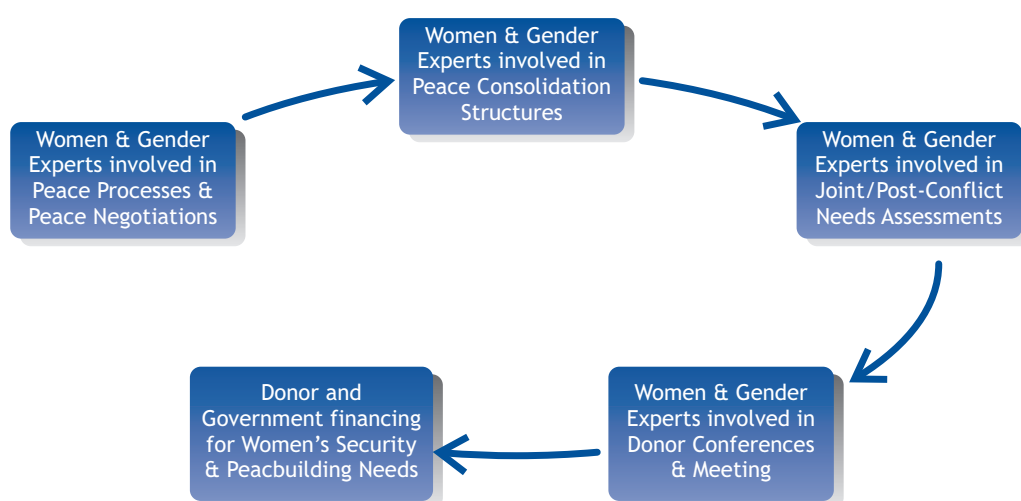 Women & Gender
Experts involved in
Peace Processes &
Peace Negotiations
Women & Gender
Experts involved in
Peace Consolidation
Structures
Women & Gender
Experts involved in
Joint/Post-Conflict
Needs Assessments
Women & Gender
Experts involved in
Donor Conferences
& Meeting
Donor and
Government financing
for Women’s Security
& Peacbuilding Needs